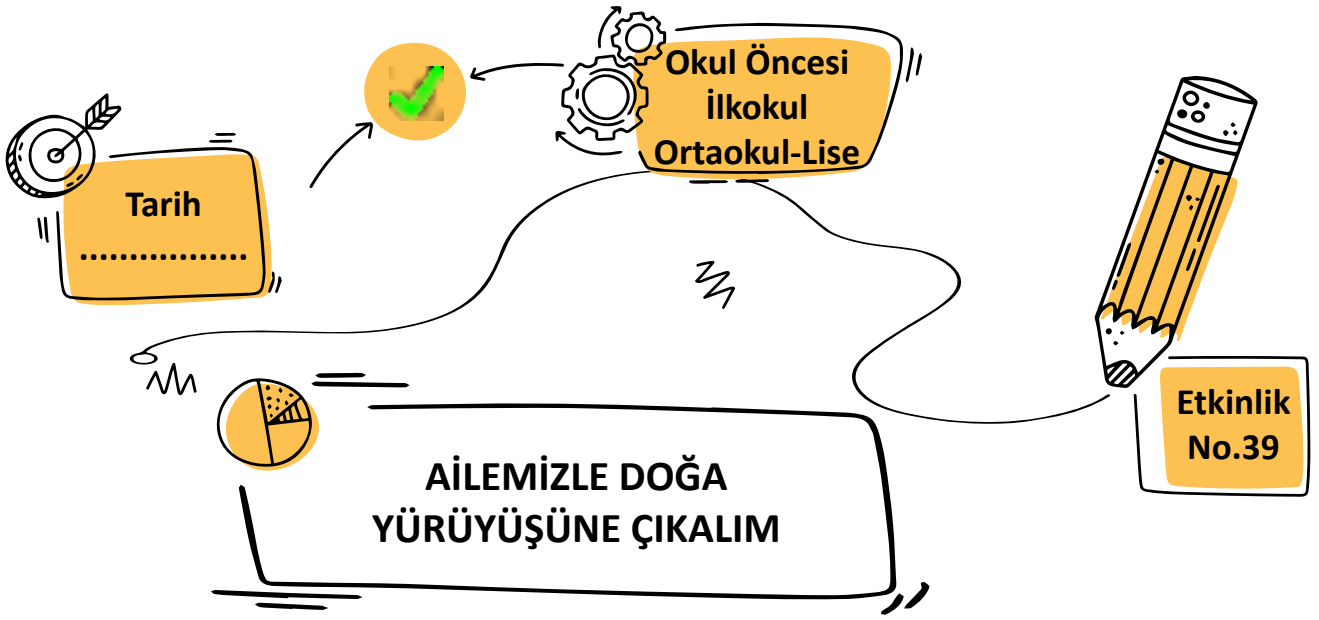 Okul Öncesi
İlkokul
Ortaokul-Lise
Tarih
.................
Etkinlik
No.39
AİLEMİZLE DOĞA
YÜRÜYÜŞÜNE ÇIKALIM